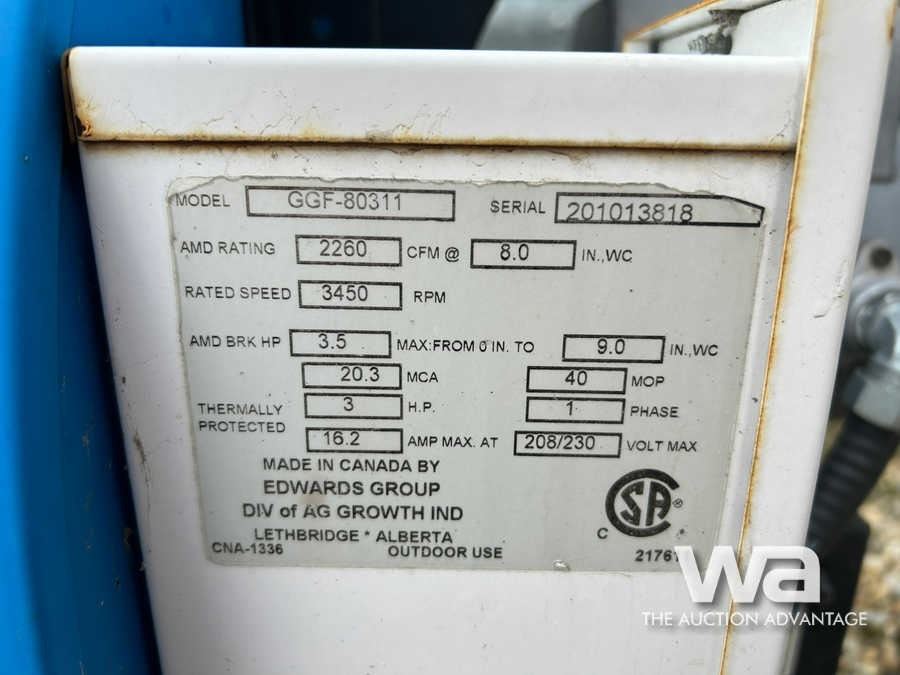 MODEL GGF-80311 SERIAL 201013818
AMD RATING 2260 CFM @ 8.0 IN.,WC
RATED SPEED 3450 RPM
AMD BRK HP 3.5 MAX:FROM 0 IN. TO 9.0 IN.,WC
20.3 MCA 40 MOP
THERMALLY PROTECTED 3 H.P. 1 PHASE
16.2 AMP MAX. AT 208/230 VOLT MAX
MADE IN CANADA BY
EDWARDS GROUP
DIV of AG GROWTH IND
LETHBRIDGE * ALBERTA
CNA-1336 OUTDOOR USE
C SA ® *
21761
wa
THE AUCTION ADVANTAGE